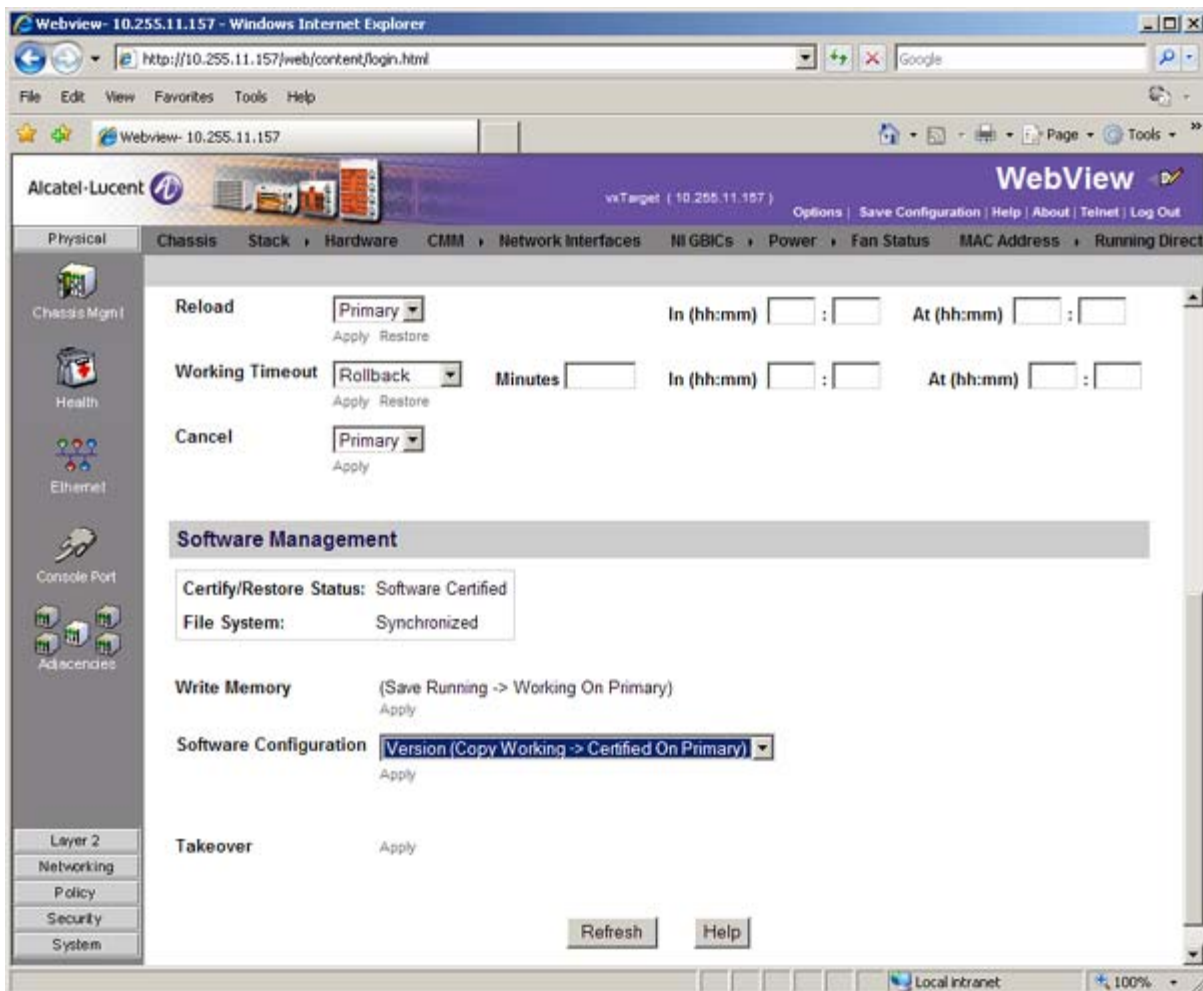 Webview- 10.255.11.157 - Windows Internet Explorer
http://10.255.11.157/web/content/login.html
Google
File Edit View Favorites Tools Help
Webview- 10.255.11.157
Page Tools »
Alcatel-Lucent
vxTarget ( 10.255.11.157 )
WebView
Options | Save Configuration | Help | About | Telnet | Log Out
Physical
Chassis Stack Hardware CMM Network Interfaces NI GBICs Power Fan Status MAC Address Running Direct
Chassis Mgmt
Health
Ethernet
Console Port
Adjacencies
Reload Primary In (hh:mm) : At (hh:mm) :
Apply Restore
Working Timeout Rollback Minutes In (hh:mm) : At (hh:mm) :
Apply Restore
Cancel Primary
Apply
Software Management
Certify/Restore Status: Software Certified
File System: Synchronized
Write Memory (Save Running -> Working On Primary)
Apply
Software Configuration Version (Copy Working -> Certified On Primary)
Apply
Takeover Apply
Layer 2
Networking
Policy
Security
System
Refresh Help
Local intranet 100%